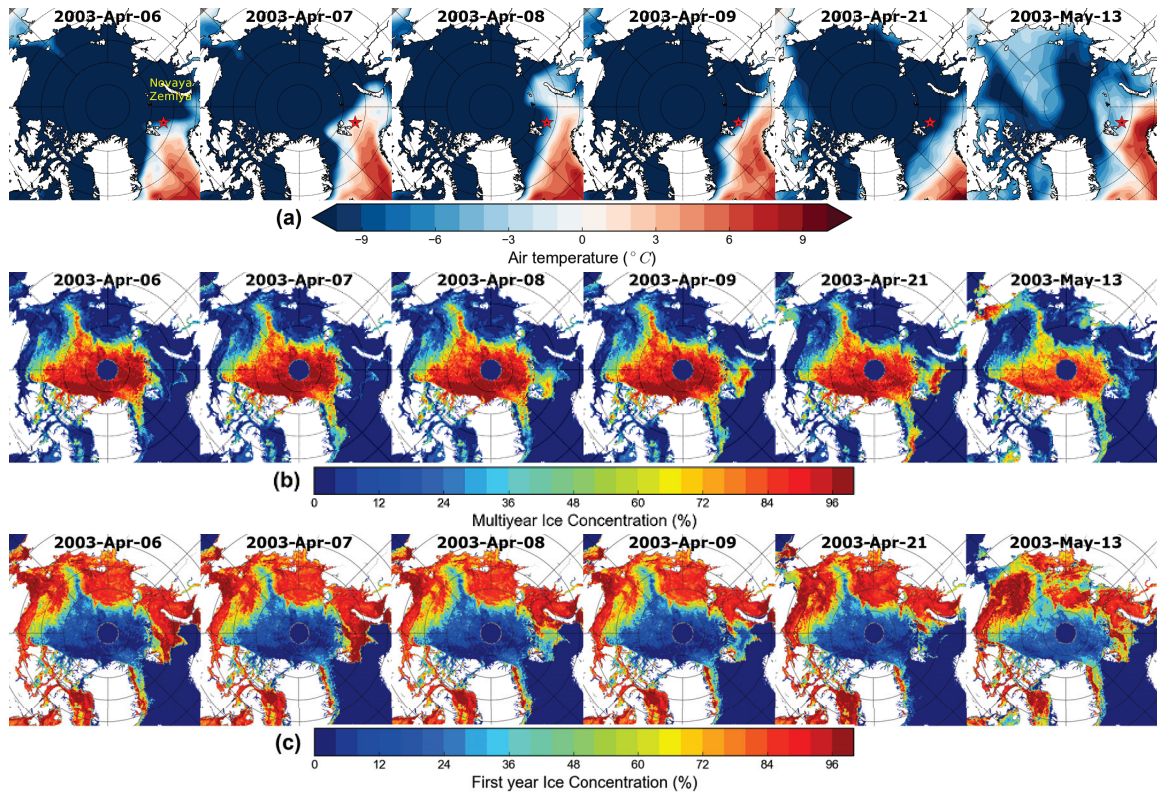 2003-Apr-06 2003-Apr-07 2003-Apr-08 2003-Apr-09 2003-Apr-21 2003-May-13
Novaya
Zemlya
(a)
−9 −6 −3 0 3 6 9
Air temperature (°C)
2003-Apr-06 2003-Apr-07 2003-Apr-08 2003-Apr-09 2003-Apr-21 2003-May-13
(b)
0 12 24 36 48 60 72 84 96
Multiyear Ice Concentration (%)
2003-Apr-06 2003-Apr-07 2003-Apr-08 2003-Apr-09 2003-Apr-21 2003-May-13
(c)
0 12 24 36 48 60 72 84 96
First year Ice Concentration (%)